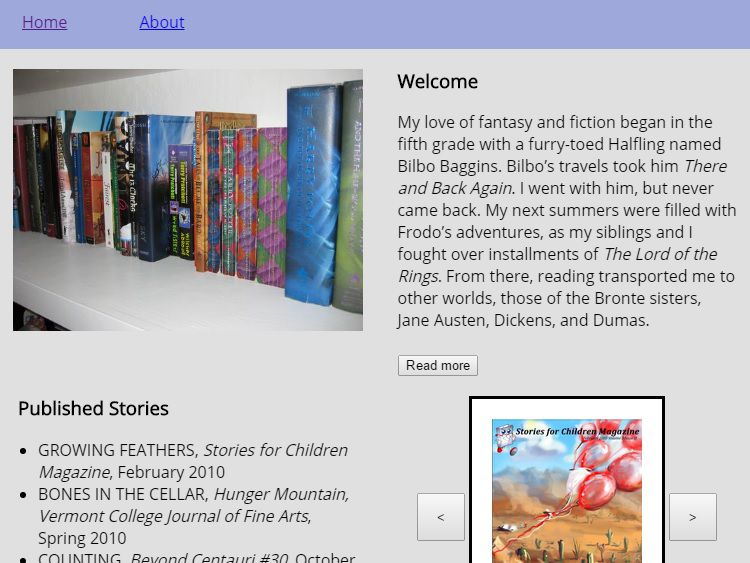 Home
About
Welcome
My love of fantasy and fiction began in the
fifth grade with a furry-toed Halfling named
Bilbo Baggins. Bilbo’s travels took him There
and Back Again. I went with him, but never
came back. My next summers were filled with
Frodo’s adventures, as my siblings and I
fought over installments of The Lord of the
Rings. From there, reading transported me to
other worlds, those of the Bronte sisters,
Jane Austen, Dickens, and Dumas.
Read more
Published Stories
GROWING FEATHERS, Stories for Children
Magazine, February 2010
BONES IN THE CELLAR, Hunger Mountain,
Vermont College Journal of Fine Arts,
Spring 2010
COUNTING, Beyond Centauri #30, October
Stories for Children Magazine
<
>